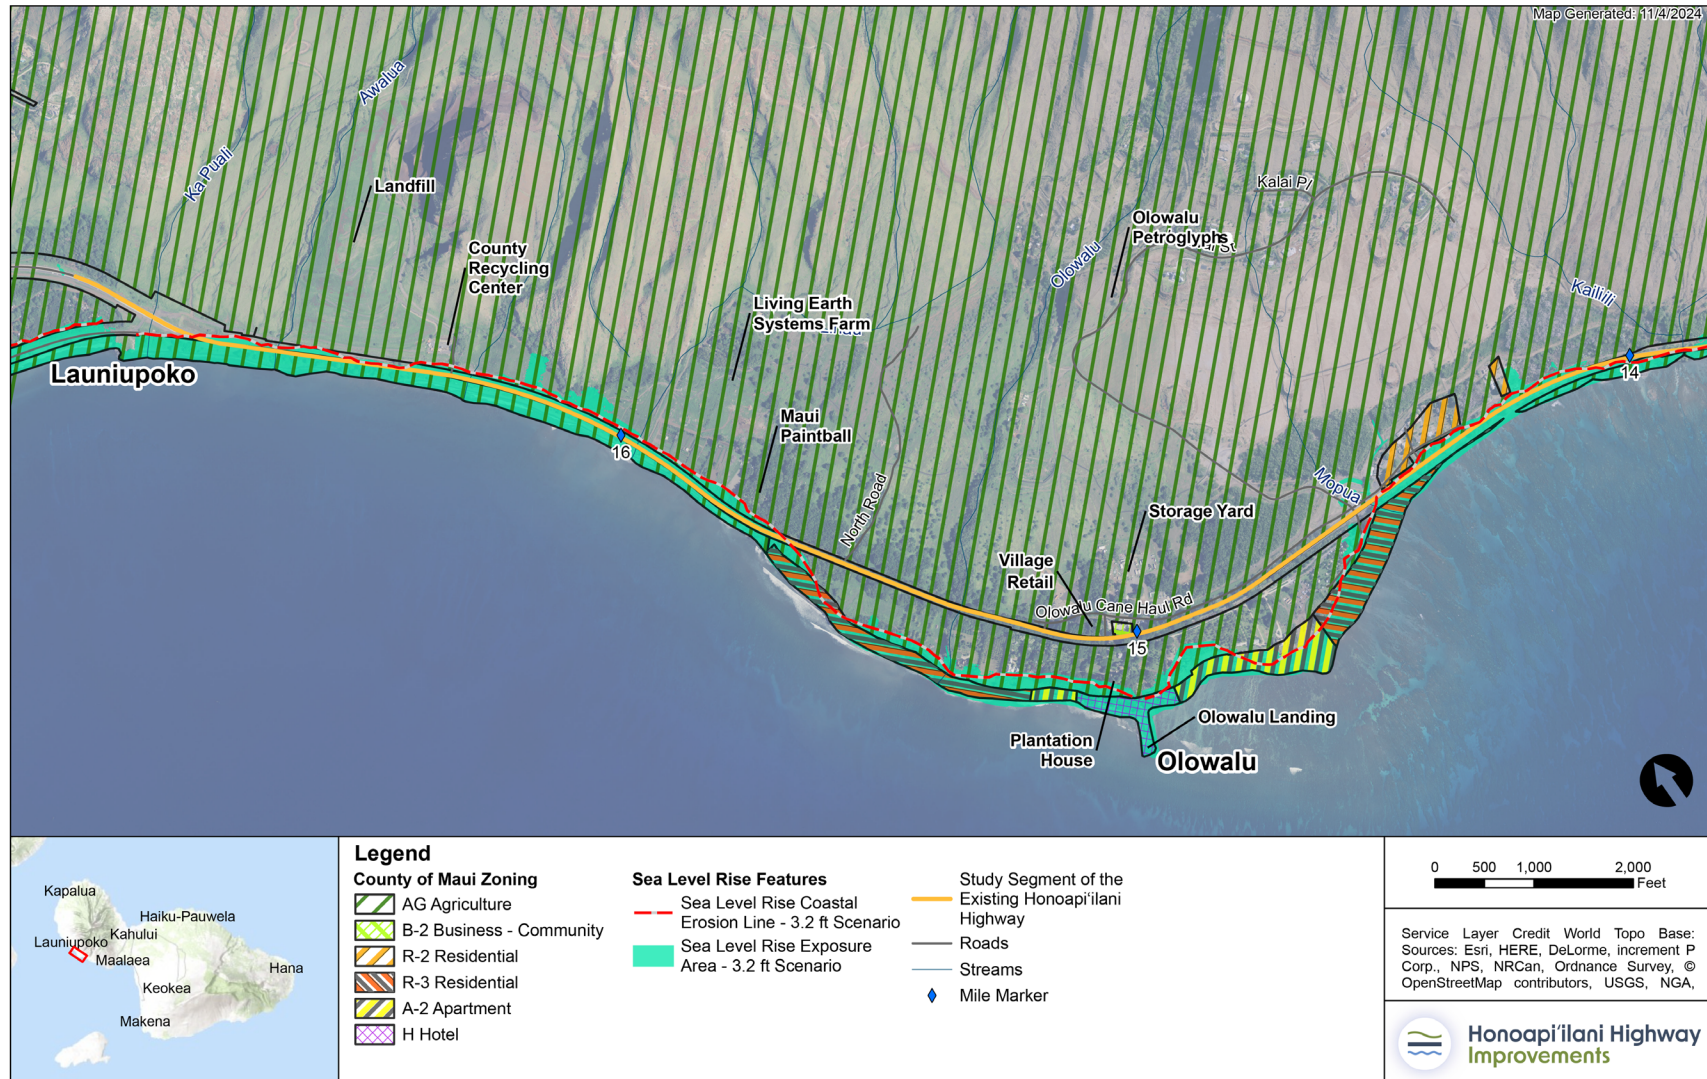 Map Generated: 11/4/2024
Awalua
Ka Puali
Landfill
County
Recycling
Center
Kalai Pl
Olowalu
Petroglyphs
Olowalu
Kailiili
Living Earth
Systems Farm
Launiupoko
14
Maui
Paintball
16
North Road
Mopua
Storage Yard
Village
Retail
Olowalu Cane Haul Rd
15
Olowalu Landing
Plantation
House
Olowalu
Kapalua
Haiku-Pauwela
Kahului
Launiupoko
Maalaea
Hana
Keokea
Makena
Legend
County of Maui Zoning
AG Agriculture
B-2 Business - Community
R-2 Residential
R-3 Residential
A-2 Apartment
H Hotel
Sea Level Rise Features
Sea Level Rise Coastal
Erosion Line - 3.2 ft Scenario
Sea Level Rise Exposure
Area - 3.2 ft Scenario
Study Segment of the
Existing Honoapiʻilani
Highway
Roads
Streams
Mile Marker
0 500 1,000 2,000
Feet
Service Layer Credit World Topo Base:
Sources: Esri, HERE, DeLorme, increment P
Corp., NPS, NRCan, Ordnance Survey, ©
OpenStreetMap contributors, USGS, NGA,
Honoapiʻilani Highway
Improvements